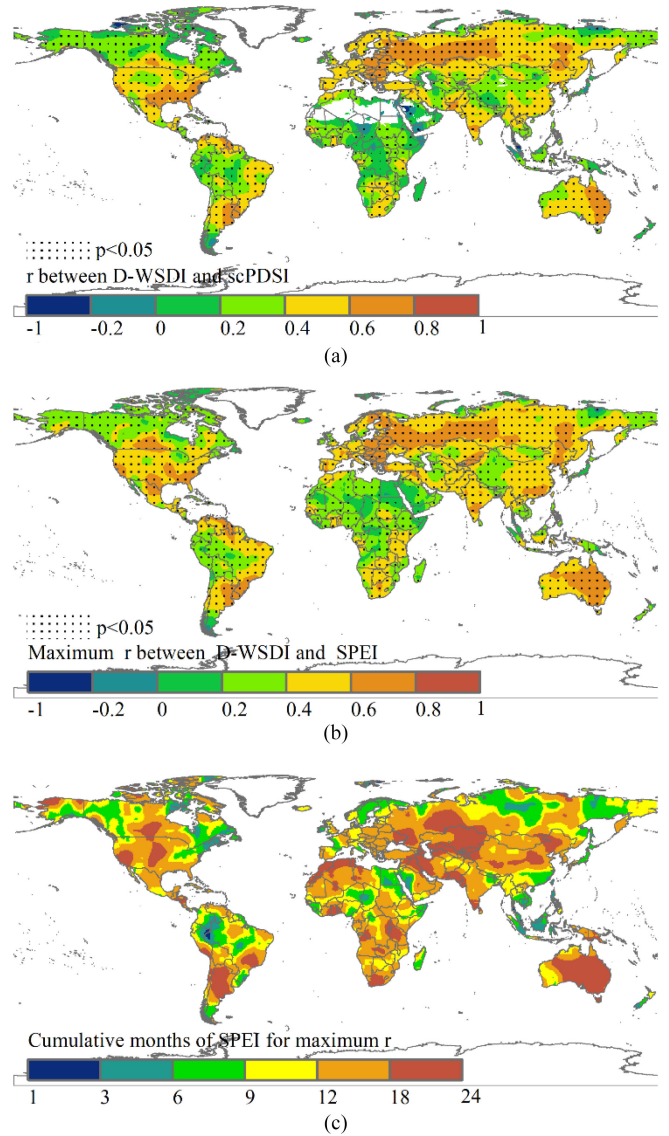 p<0.05
r between D-WSDI and scPDSI
-1 -0.2 0 0.2 0.4 0.6 0.8 1
(a)
p<0.05
Maximum r between D-WSDI and SPEI
-1 -0.2 0 0.2 0.4 0.6 0.8 1
(b)
Cumulative months of SPEI for maximum r
1 3 6 9 12 18 24
(c)